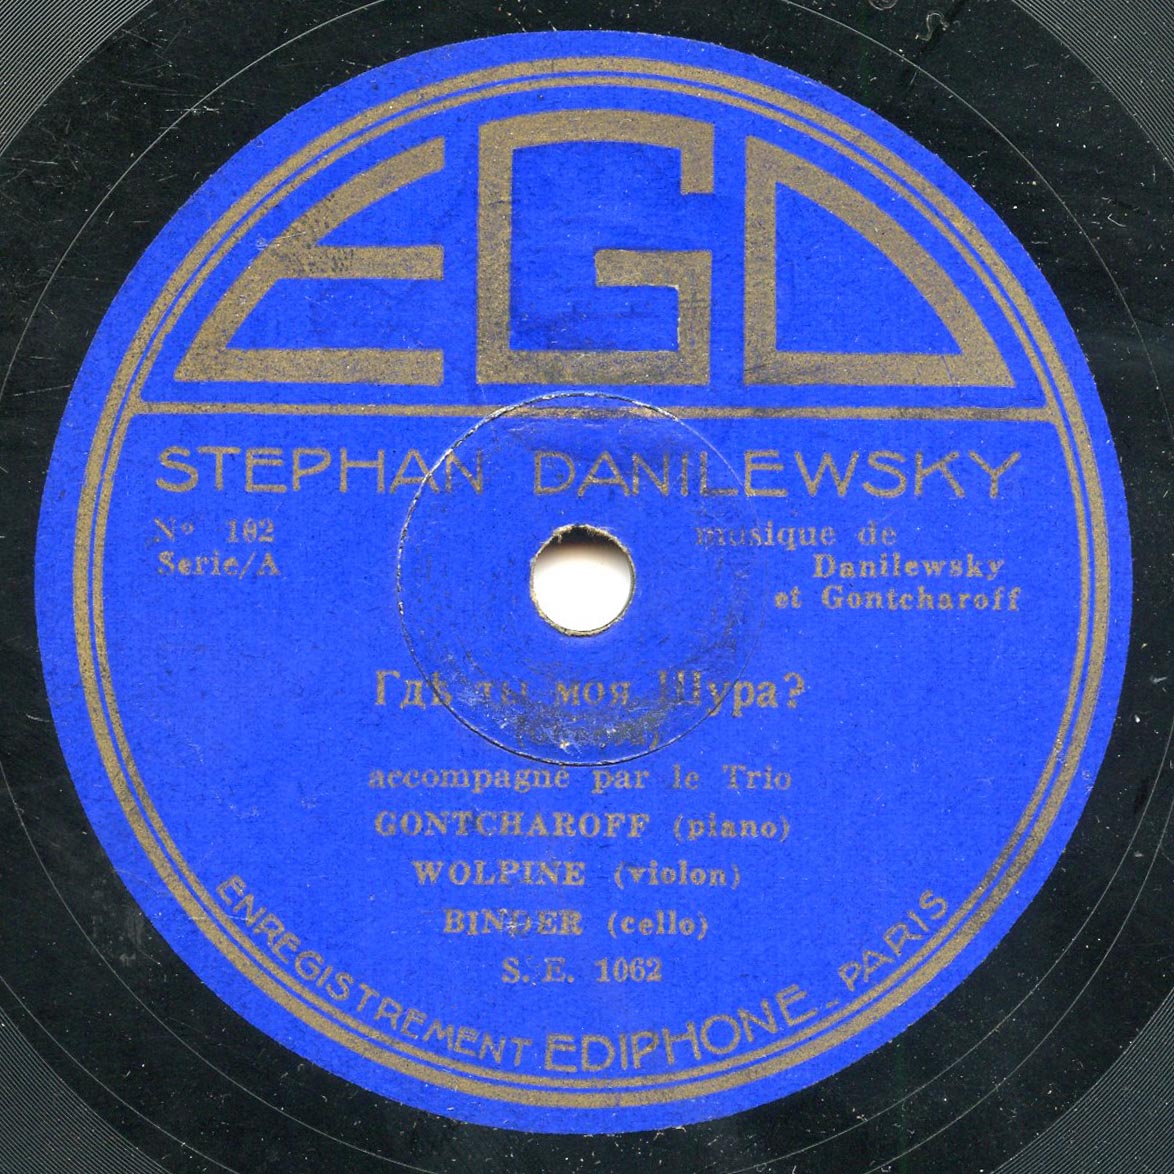 EGO
STEPHAN DANILEWSKY
Nº 102
Serie/A
musique de
Danilewsky
et Gontcharoff
Гдѣ ты моя Шура?
accompagné par le Trio
GONTCHAROFF (piano)
WOLPINE (violon)
BINDER (cello)
S. E. 1062
ENREGISTREMENT EDIPHONE_PARIS